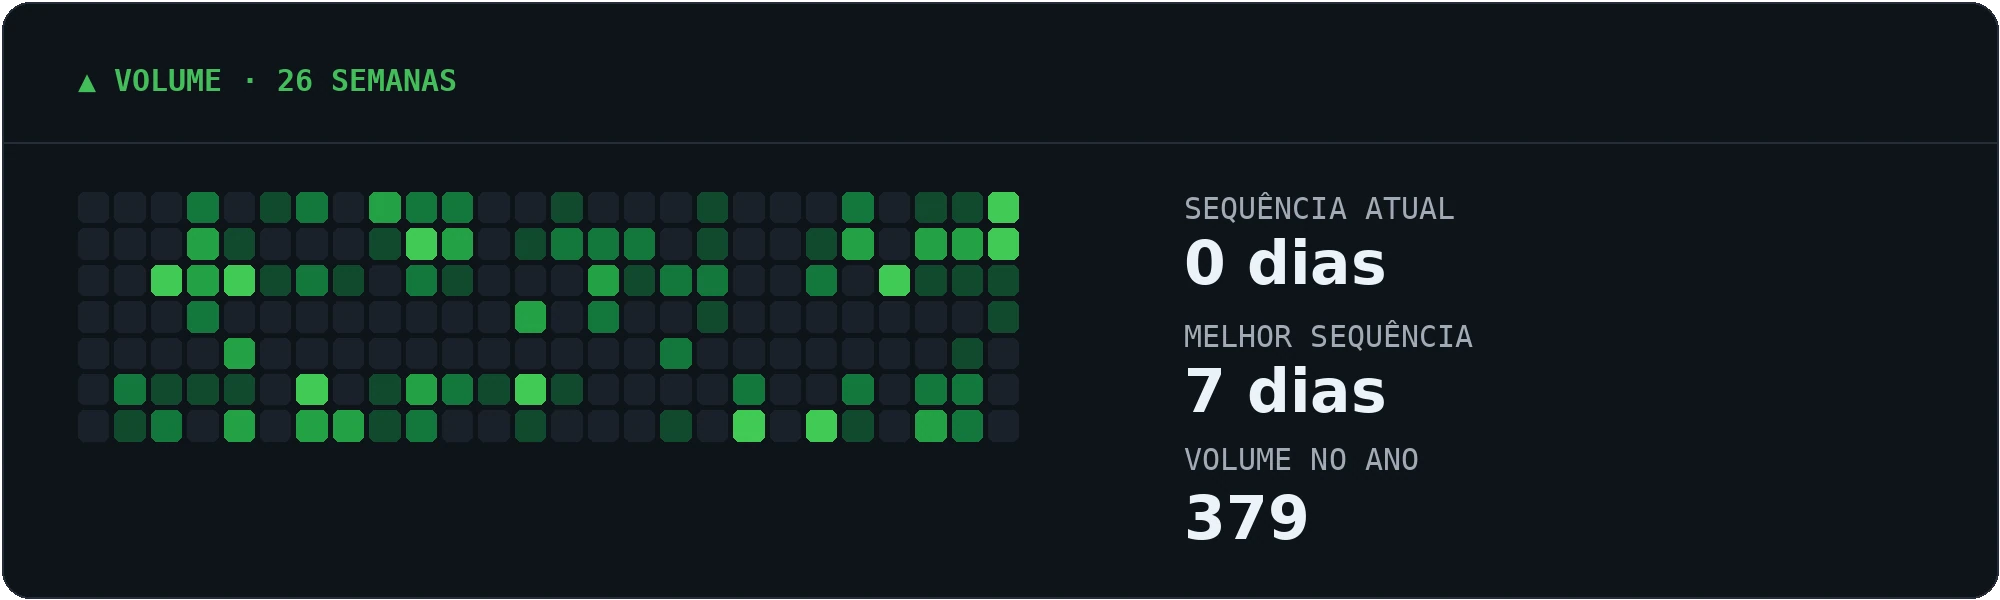 ▲ VOLUME · 26 SEMANAS
SEQUÊNCIA ATUAL
0 dias
MELHOR SEQUÊNCIA
7 dias
VOLUME NO ANO
379